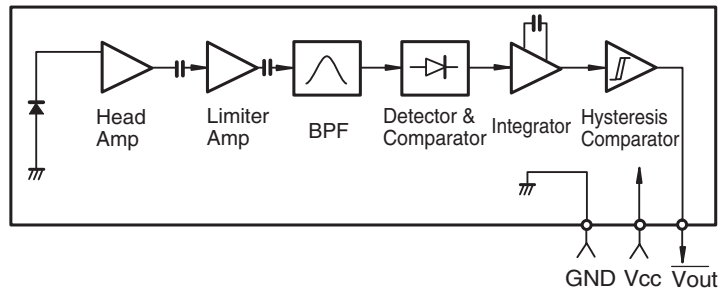 Head
Amp
Limiter
Amp
BPF
Detector &
Comparator
Integrator
Hysteresis
Comparator
GND
Vcc
Vout